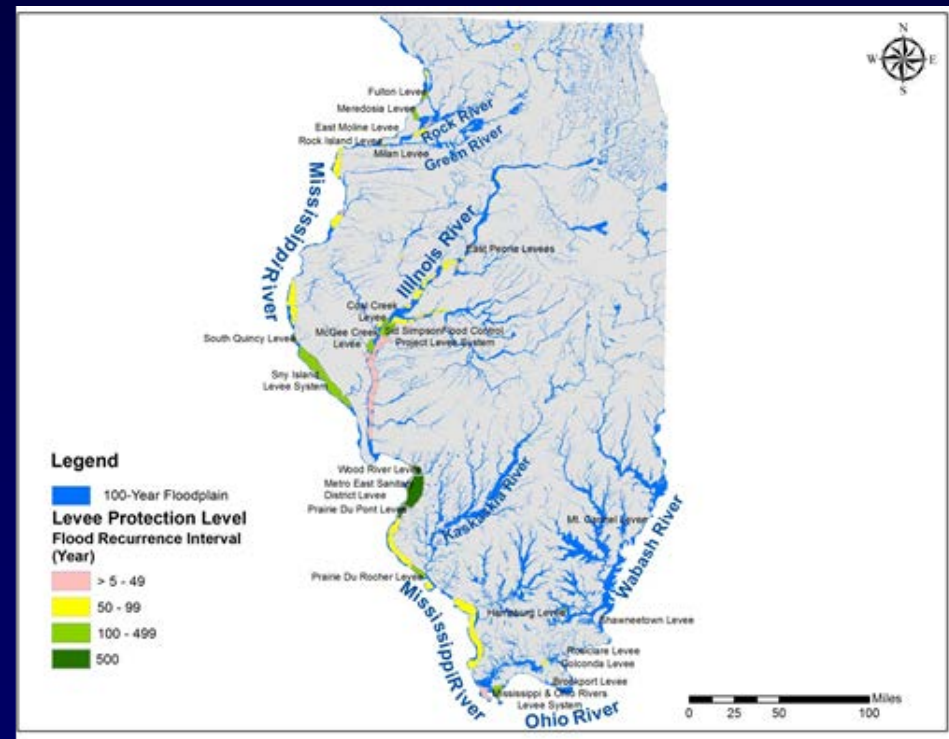 N
W E
S
Fulton Levee
Meredosia Levee
Rock River
East Moline Levee
Rock Island Levee
Milan Levee
Green River
Mississippi River
Illinois River
East Peoria Leveas
Coal Creek
Levee
McGee Creek
Levee
Sid Simpson Flood Control
Project Levee System
South Quincy Levee
Sny Island
Levee System
Wood River Levee
Metro East Sanitary
District Levee
Prairie Du Pont Levee
Kaskaskia River
Mt. Carmel Levee
Wabash River
Prairie Du Rocher Levee
Mississippi River
Harrisburg Levee
Shawneetown Levee
Rosiclare Levee
Golconda Levee
Brookport Levee
Mississippi & Ohio Rivers
Levee System
Ohio River
Legend
100-Year Floodplain
Levee Protection Level
Flood Recurrence Interval
(Year)
> 5 - 49
50 - 99
100 - 499
500
Miles
0 25 50 100